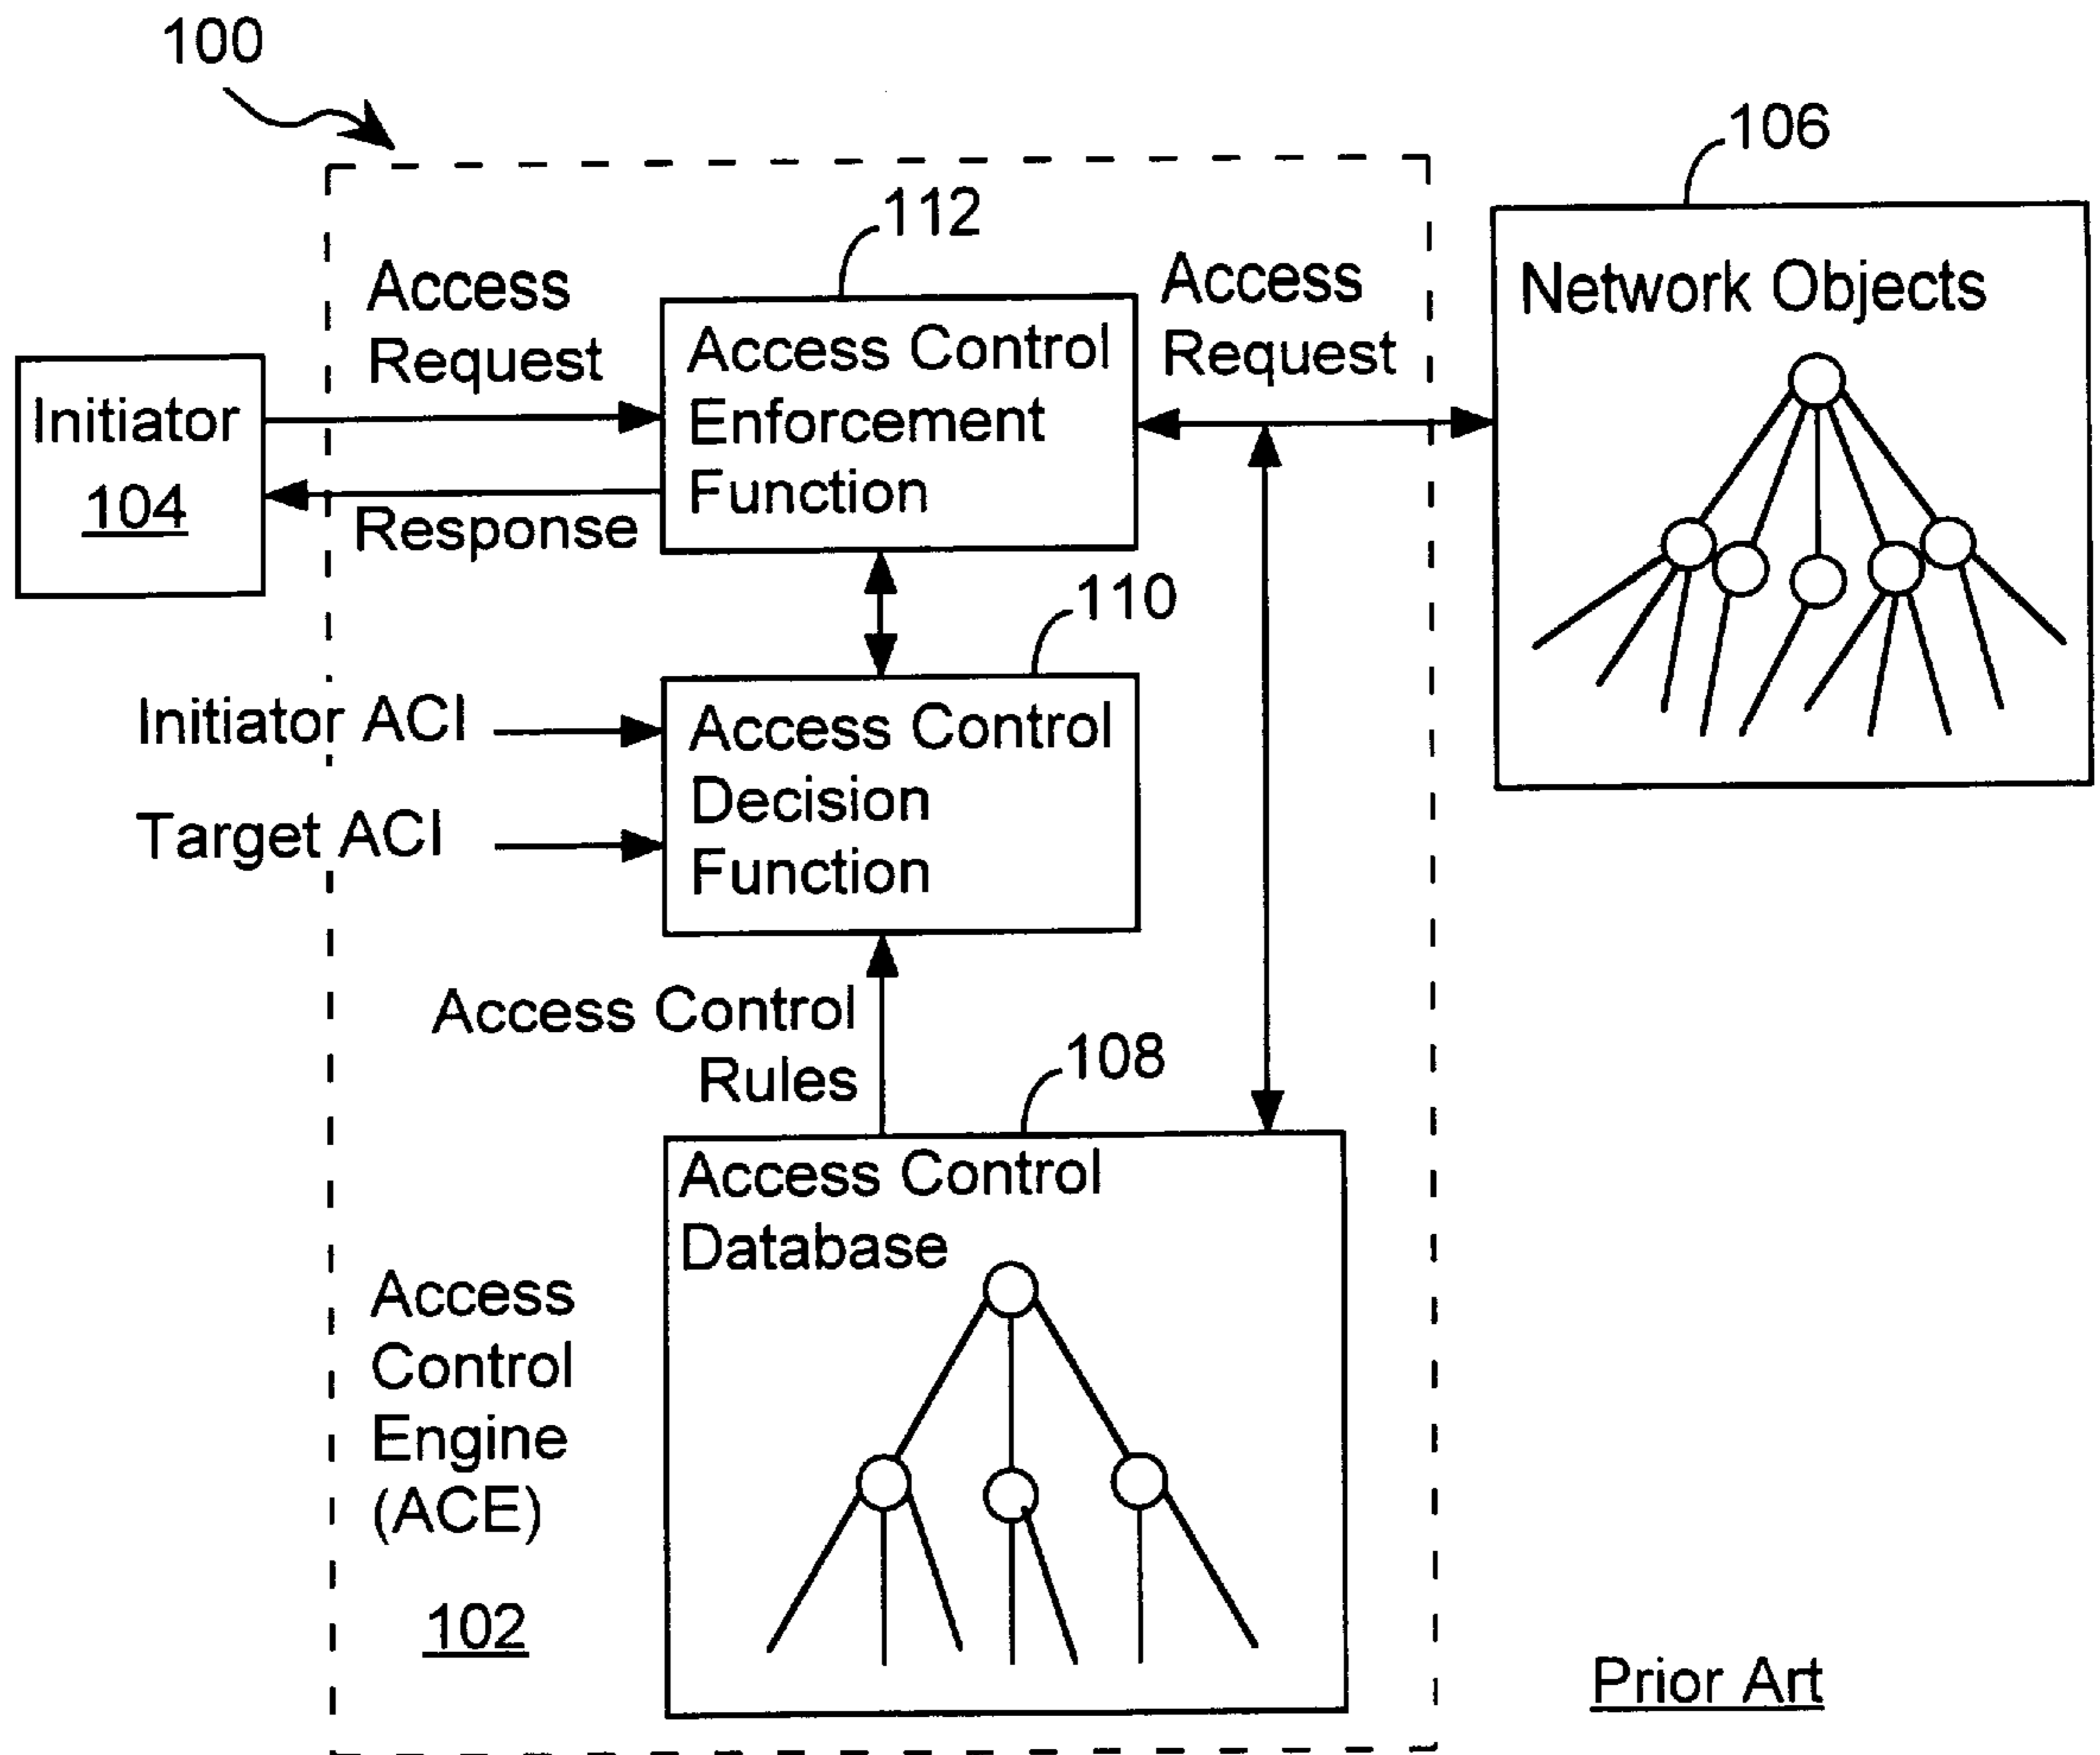 100
106
112
Access
Request
Access
Request
Network Objects
Access Control
Enforcement
Function
Initiator
104
Response
110
Initiator ACI
Target ACI
Access Control
Decision
Function
Access Control
Rules
108
Access Control
Database
Access
Control
Engine
(ACE)
102
Prior Art